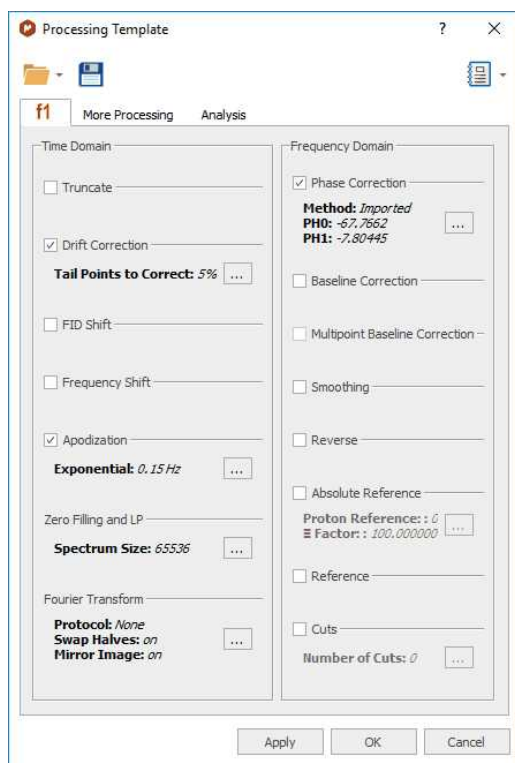 Processing Template
?
f1
More Processing
Analysis
Time Domain
Truncate
Drift Correction
Tail Points to Correct: 5%
...
FID Shift
Frequency Shift
Apodization
Exponential: 0.15 Hz
...
Zero Filling and LP
Spectrum Size: 65536
...
Fourier Transform
Protocol: None
Swap Halves: on
Mirror Image: on
...
Frequency Domain
Phase Correction
Method: Imported
PH0: -67.7662
PH1: -7.80445
...
Baseline Correction
Multipoint Baseline Correction
Smoothing
Reverse
Absolute Reference
Proton Reference: : 0
Ξ Factor: : 100.000000
...
Reference
Cuts
Number of Cuts: 0
...
Apply
OK
Cancel